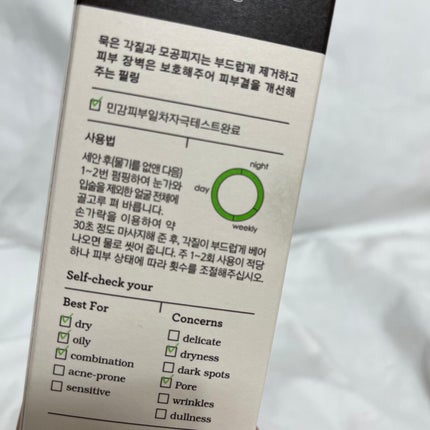 묵은 각질과 모공피지는 부드럽게 제거하고
피부 장벽은 보호해주어 피부결을 개선해
주는 필링
민감피부일차자극테스트완료
사용법
세안 후(물기를 없앤 다음)
1~2번 펌핑하여 눈가와
입술을 제외한 얼굴 전체에
골고루 펴 바릅니다.
손가락을 이용하여 약
30초 정도 마사지해 준 후, 각질이 부드럽게 베어
나오면 물로 씻어 줍니다. 주 1~2회 사용이 적당
하나 피부 상태에 따라 횟수를 조절해주십시오.
night
day
weekly
Self-check your
Best For
dry
oily
combination
acne-prone
sensitive
Concerns
delicate
dryness
dark spots
Pore
wrinkles
dullness